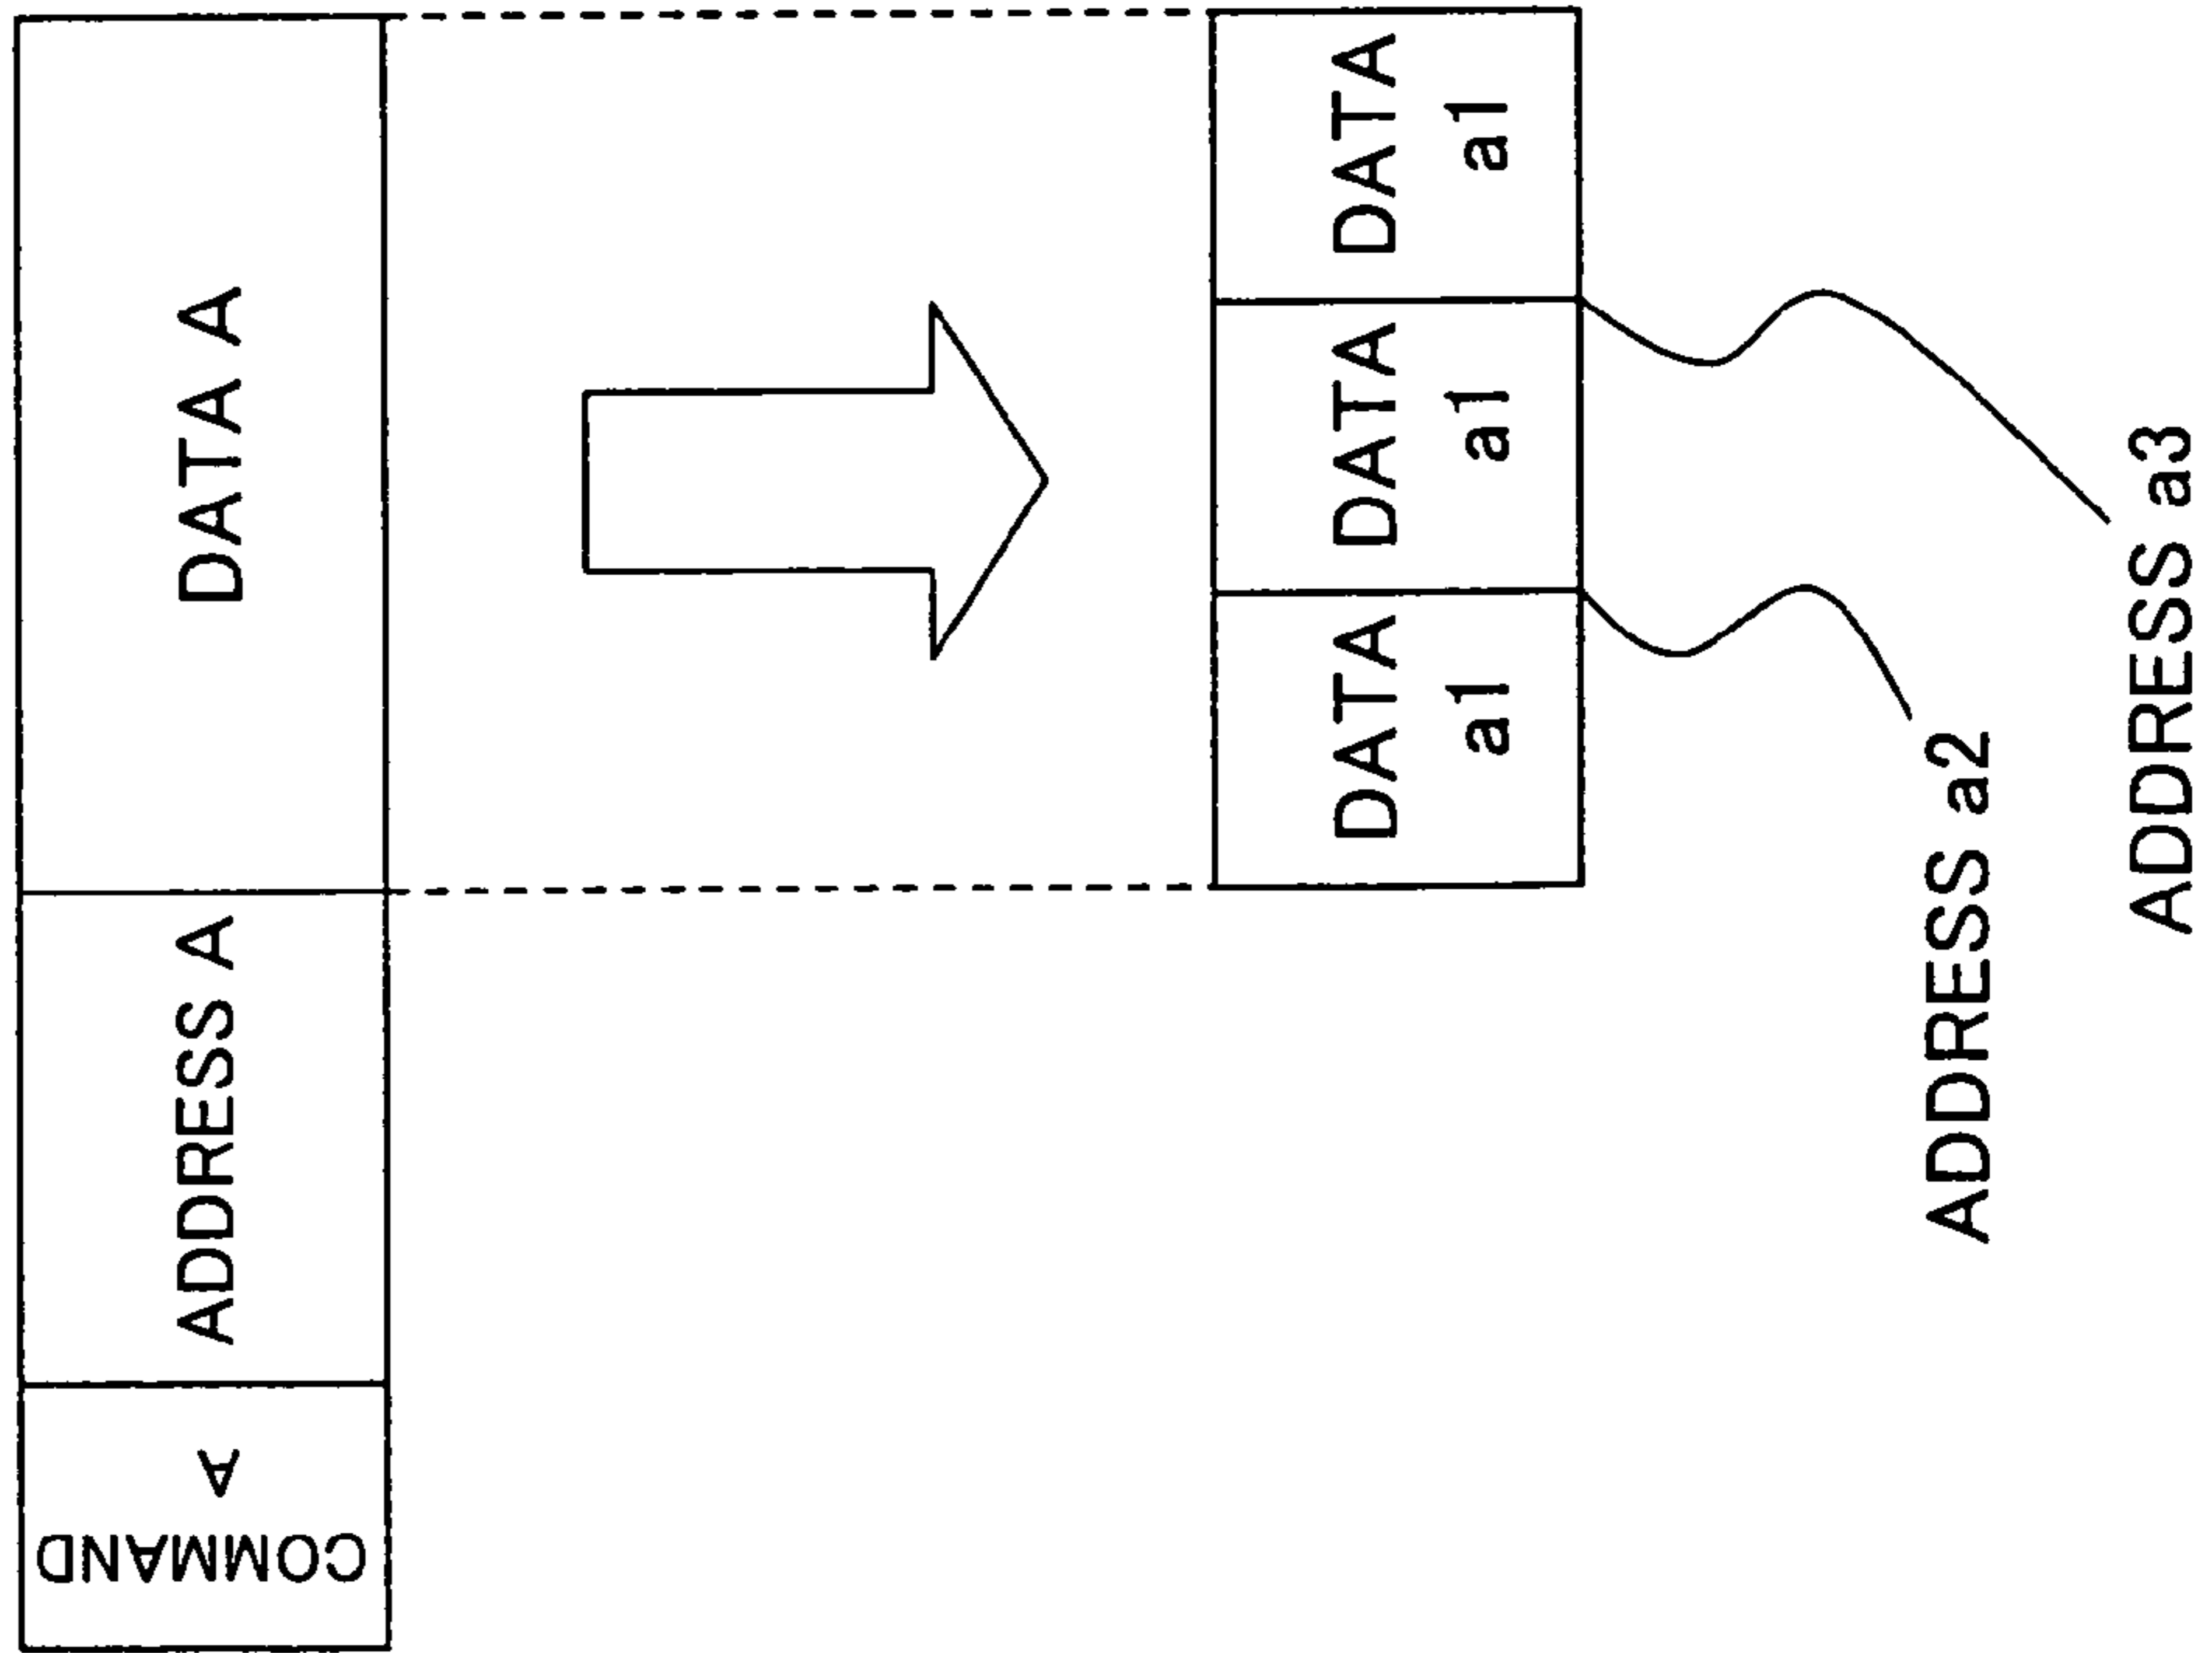 COMMAND
A
ADDRESS A
DATA A
DATA
a1
DATA
a1
DATA
a1
ADDRESS a2
ADDRESS a3